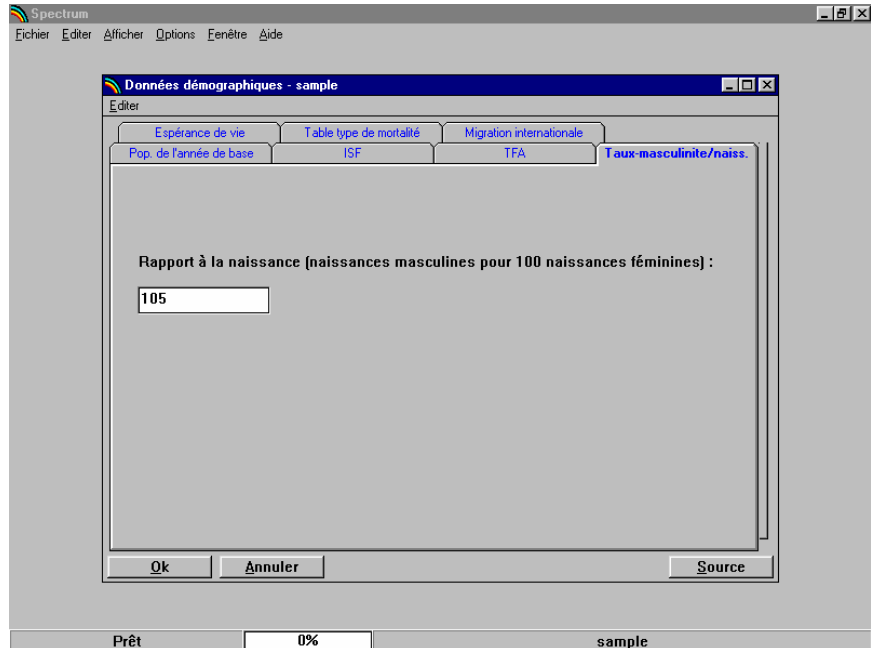 Spectrum
Fichier Editer Afficher Options Fenêtre Aide
Données démographiques - sample
Editer
Espérance de vie Table type de mortalité Migration internationale
Pop. de l'année de base ISF TFA Taux-masculinite/naiss.
Rapport à la naissance (naissances masculines pour 100 naissances féminines) :
105
Ok Annuler Source
Prêt 0% sample